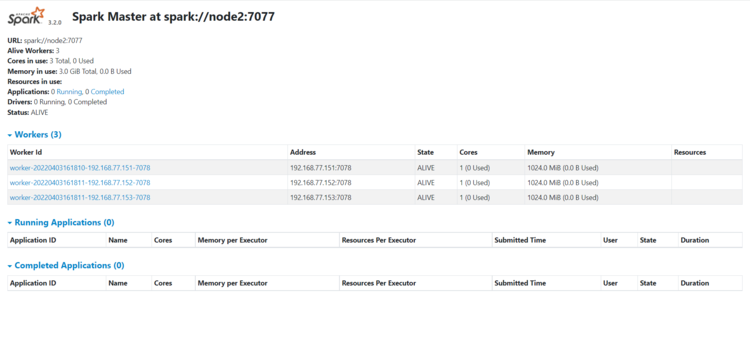 APACHE
Spark 3.2.0 Spark Master at spark://node2:7077
URL: spark://node2:7077
Alive Workers: 3
Cores in use: 3 Total, 0 Used
Memory in use: 3.0 GiB Total, 0.0 B Used
Resources in use:
Applications: 0 Running, 0 Completed
Drivers: 0 Running, 0 Completed
Status: ALIVE
Workers (3)
Worker Id Address State Cores Memory Resources
worker-20220403161810-192.168.77.151-7078 192.168.77.151:7078 ALIVE 1 (0 Used) 1024.0 MiB (0.0 B Used)
worker-20220403161811-192.168.77.152-7078 192.168.77.152:7078 ALIVE 1 (0 Used) 1024.0 MiB (0.0 B Used)
worker-20220403161811-192.168.77.153-7078 192.168.77.153:7078 ALIVE 1 (0 Used) 1024.0 MiB (0.0 B Used)
Running Applications (0)
Application ID Name Cores Memory per Executor Resources Per Executor Submitted Time User State Duration
Completed Applications (0)
Application ID Name Cores Memory per Executor Resources Per Executor Submitted Time User State Duration